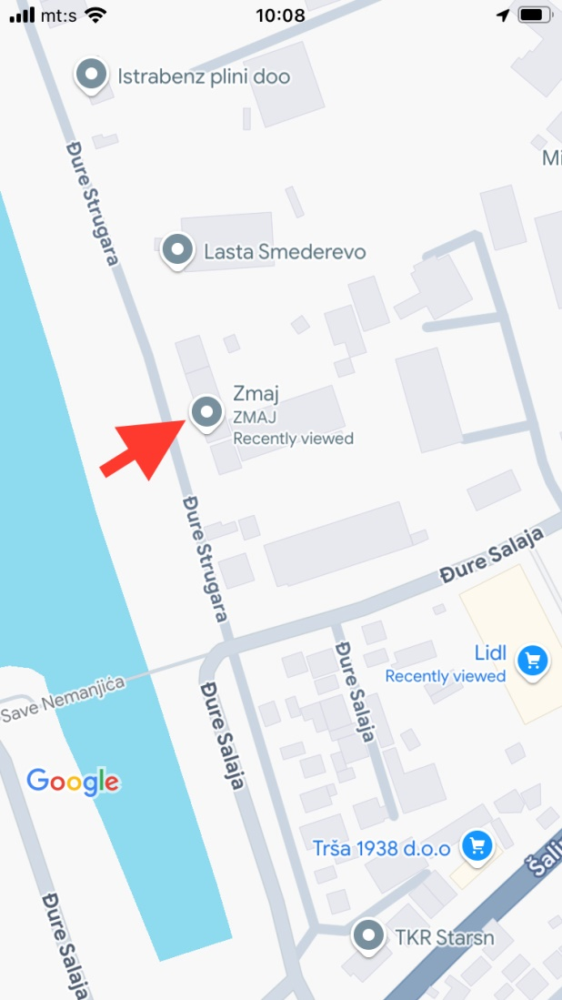 mt:s
10:08
Istrabenz plini doo
Đure Strugara
Mi
Lasta Smederevo
Zmaj
ZMAJ
Recently viewed
Đure Strugara
Đure Salaja
Lidl
Recently viewed
Đure Salaja
Save Nemanjića
Đure Salaja
Google
Trša 1938 d.o.o
Šali
Đure Salaja
TKR Starsn